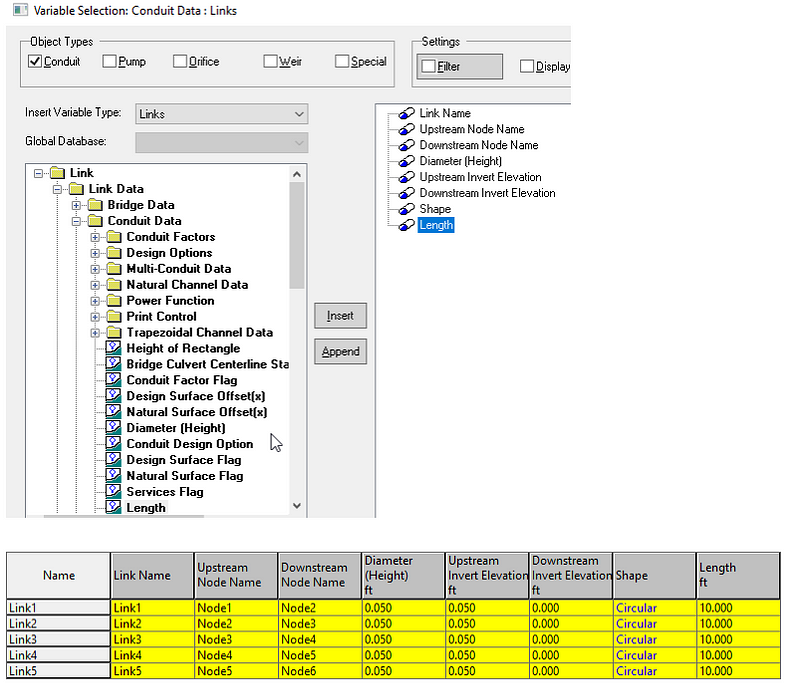 Variable Selection: Conduit Data : Links
Object Types
Conduit Pump Orifice Weir Special
Settings
Filter Display
Insert Variable Type: Links
Global Database:
Link
Link Data
Bridge Data
Conduit Data
Conduit Factors
Design Options
Multi-Conduit Data
Natural Channel Data
Power Function
Print Control
Trapezoidal Channel Data
Height of Rectangle
Bridge Culvert Centerline Sta
Conduit Factor Flag
Design Surface Offset(x)
Natural Surface Offset(x)
Diameter (Height)
Conduit Design Option
Design Surface Flag
Natural Surface Flag
Services Flag
Length
Insert
Append
Link Name
Upstream Node Name
Downstream Node Name
Diameter (Height)
Upstream Invert Elevation
Downstream Invert Elevation
Shape
Length
Name Link Name Upstream Node Name Downstream Node Name Diameter (Height) ft Upstream Invert Elevation ft Downstream Invert Elevation ft Shape Length ft
Link1 Link1 Node1 Node2 0.050 0.050 0.000 Circular 10.000
Link2 Link2 Node2 Node3 0.050 0.050 0.000 Circular 10.000
Link3 Link3 Node3 Node4 0.050 0.050 0.000 Circular 10.000
Link4 Link4 Node4 Node5 0.050 0.050 0.000 Circular 10.000
Link5 Link5 Node5 Node6 0.050 0.050 0.000 Circular 10.000